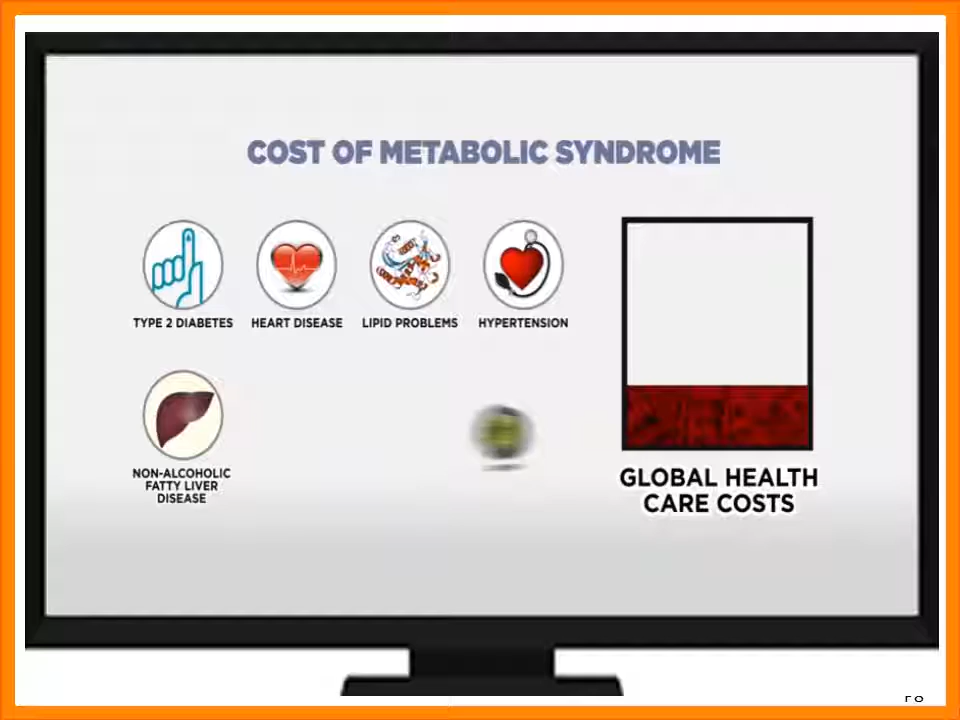 COST OF METABOLIC SYNDROME
TYPE 2 DIABETES
HEART DISEASE
LIPID PROBLEMS
HYPERTENSION
NON-ALCOHOLIC
FATTY LIVER
DISEASE
GLOBAL HEALTH
CARE COSTS